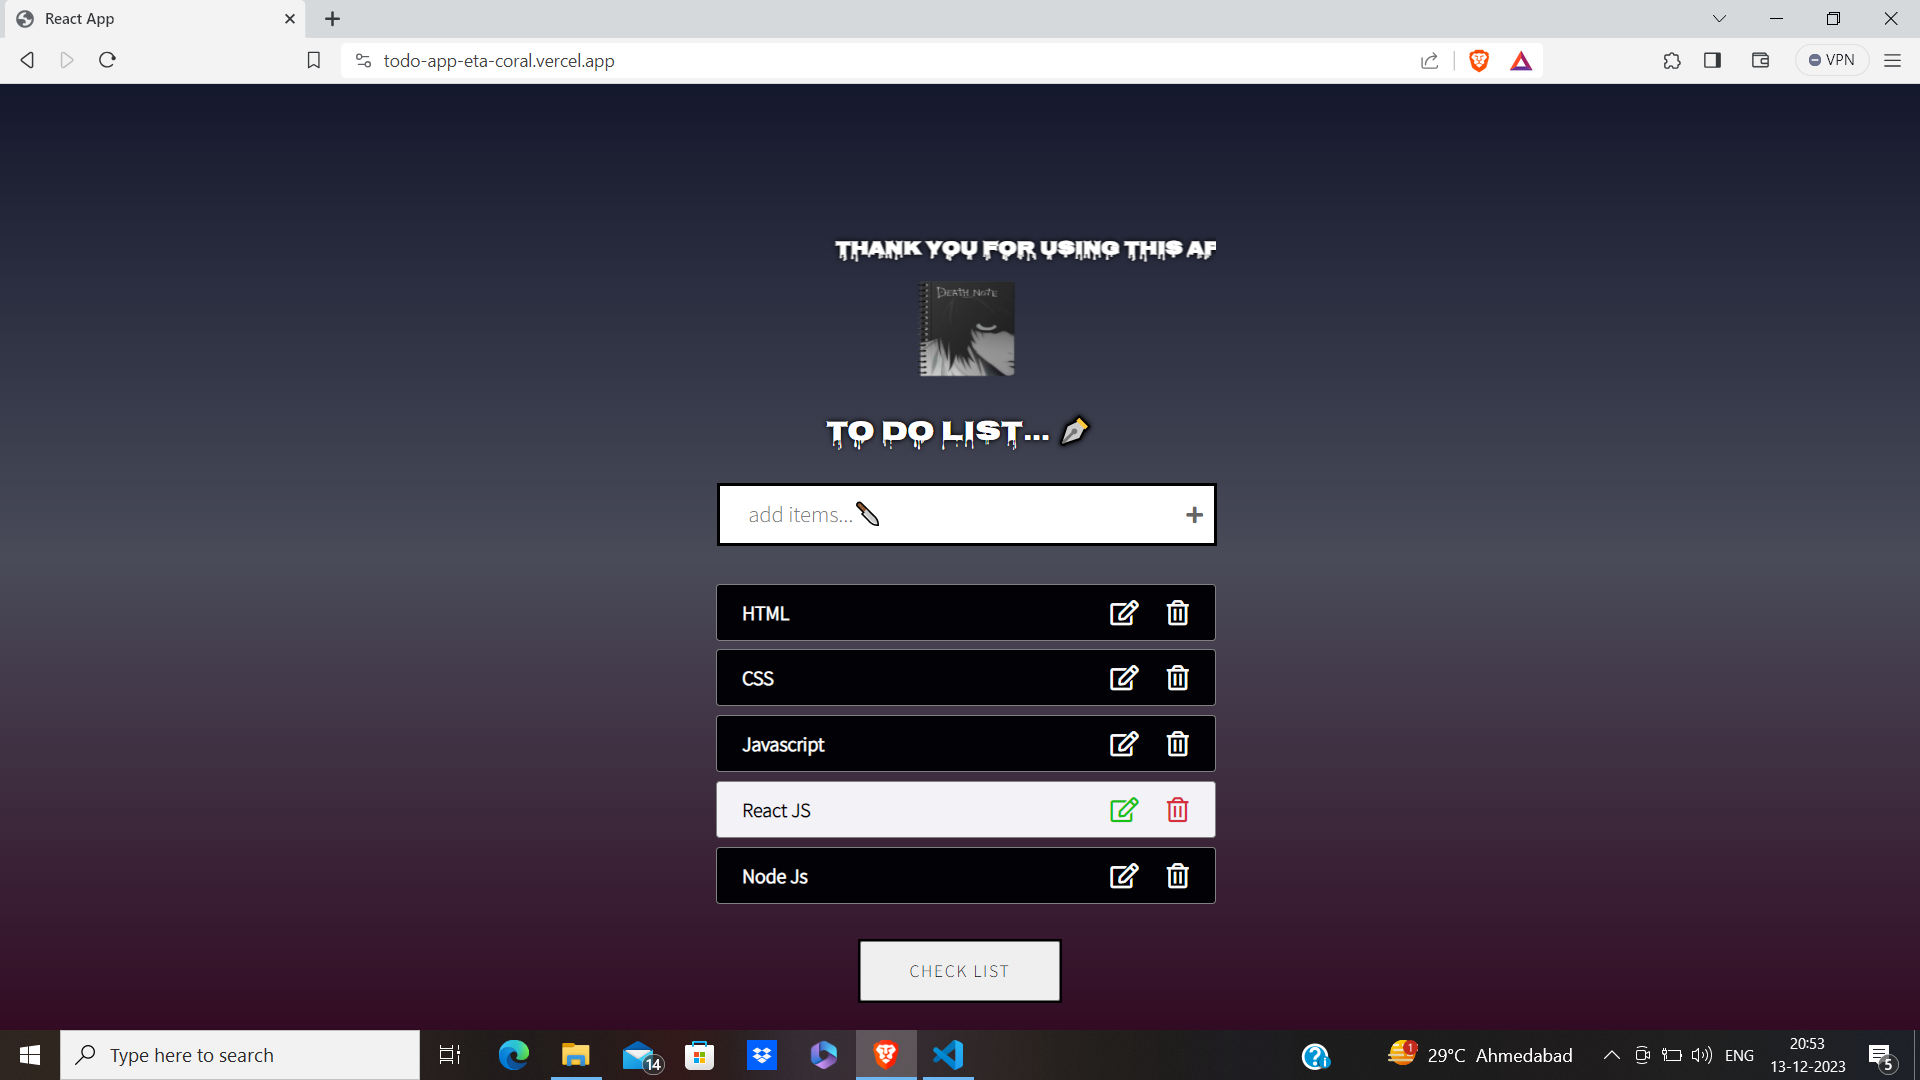 React App
todo-app-eta-coral.vercel.app
VPN
THANK YOU FOR USING THIS AP
DEATH NOTE
TO DO LIST...
add items...
HTML
CSS
Javascript
React JS
Node Js
CHECK LIST
Type here to search
14
1
29°C Ahmedabad
ENG
20:53
13-12-2023
5